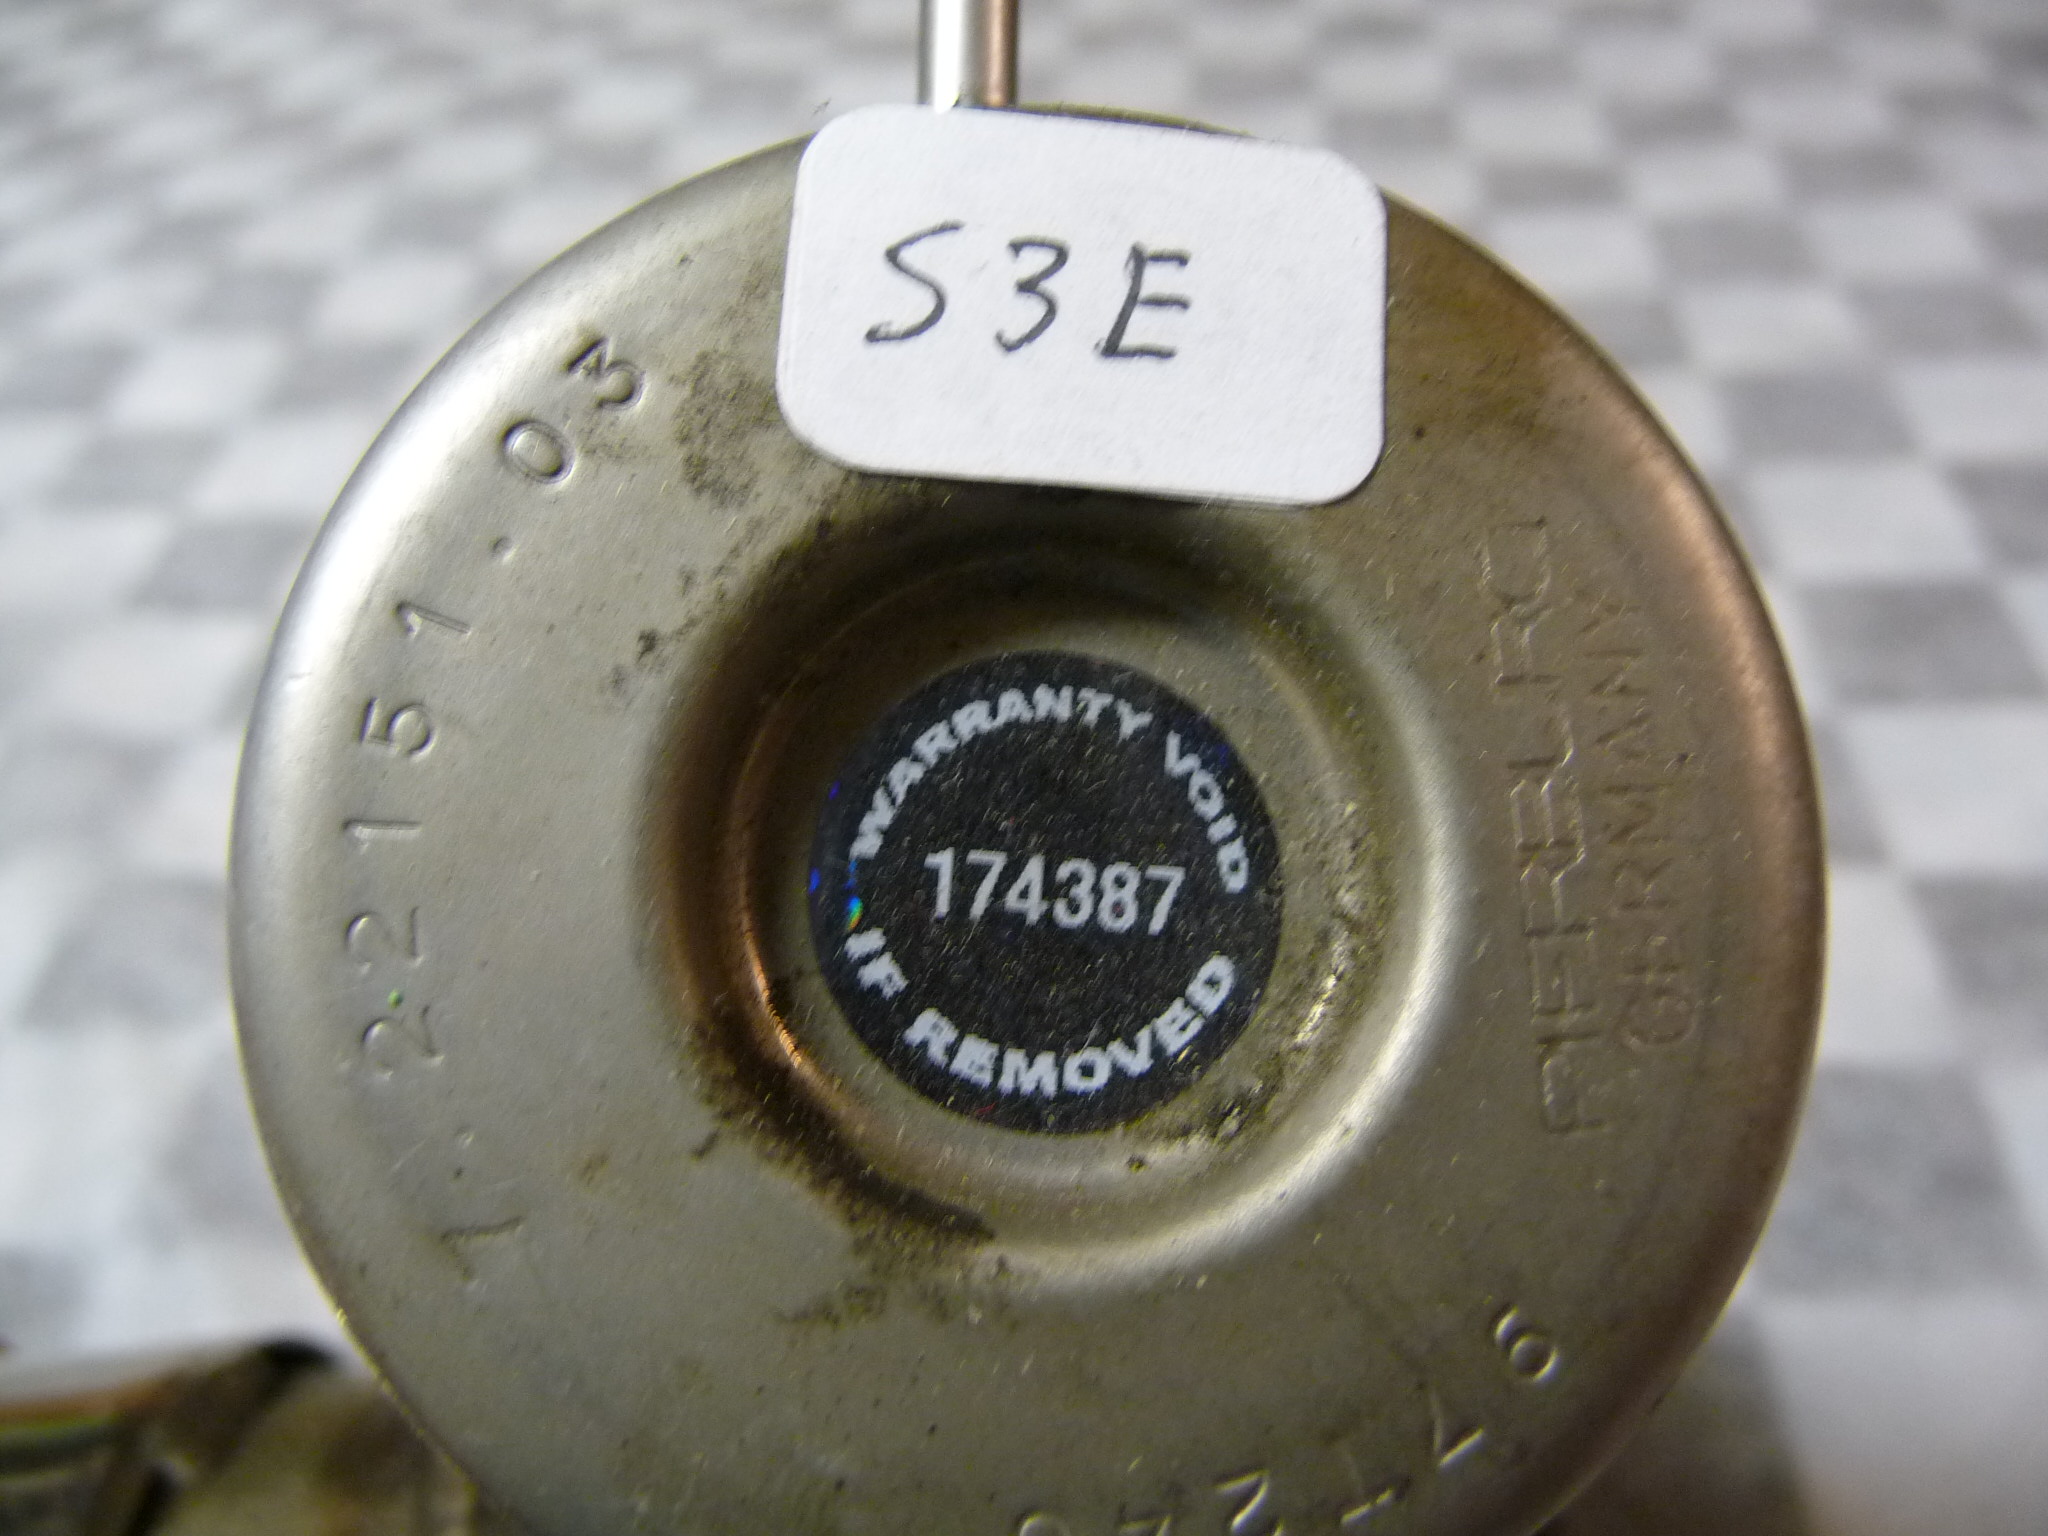 S3E
1.22151.03
WARRANTY VOID
174387
IF REMOVED
PIERBURG
GERMANY